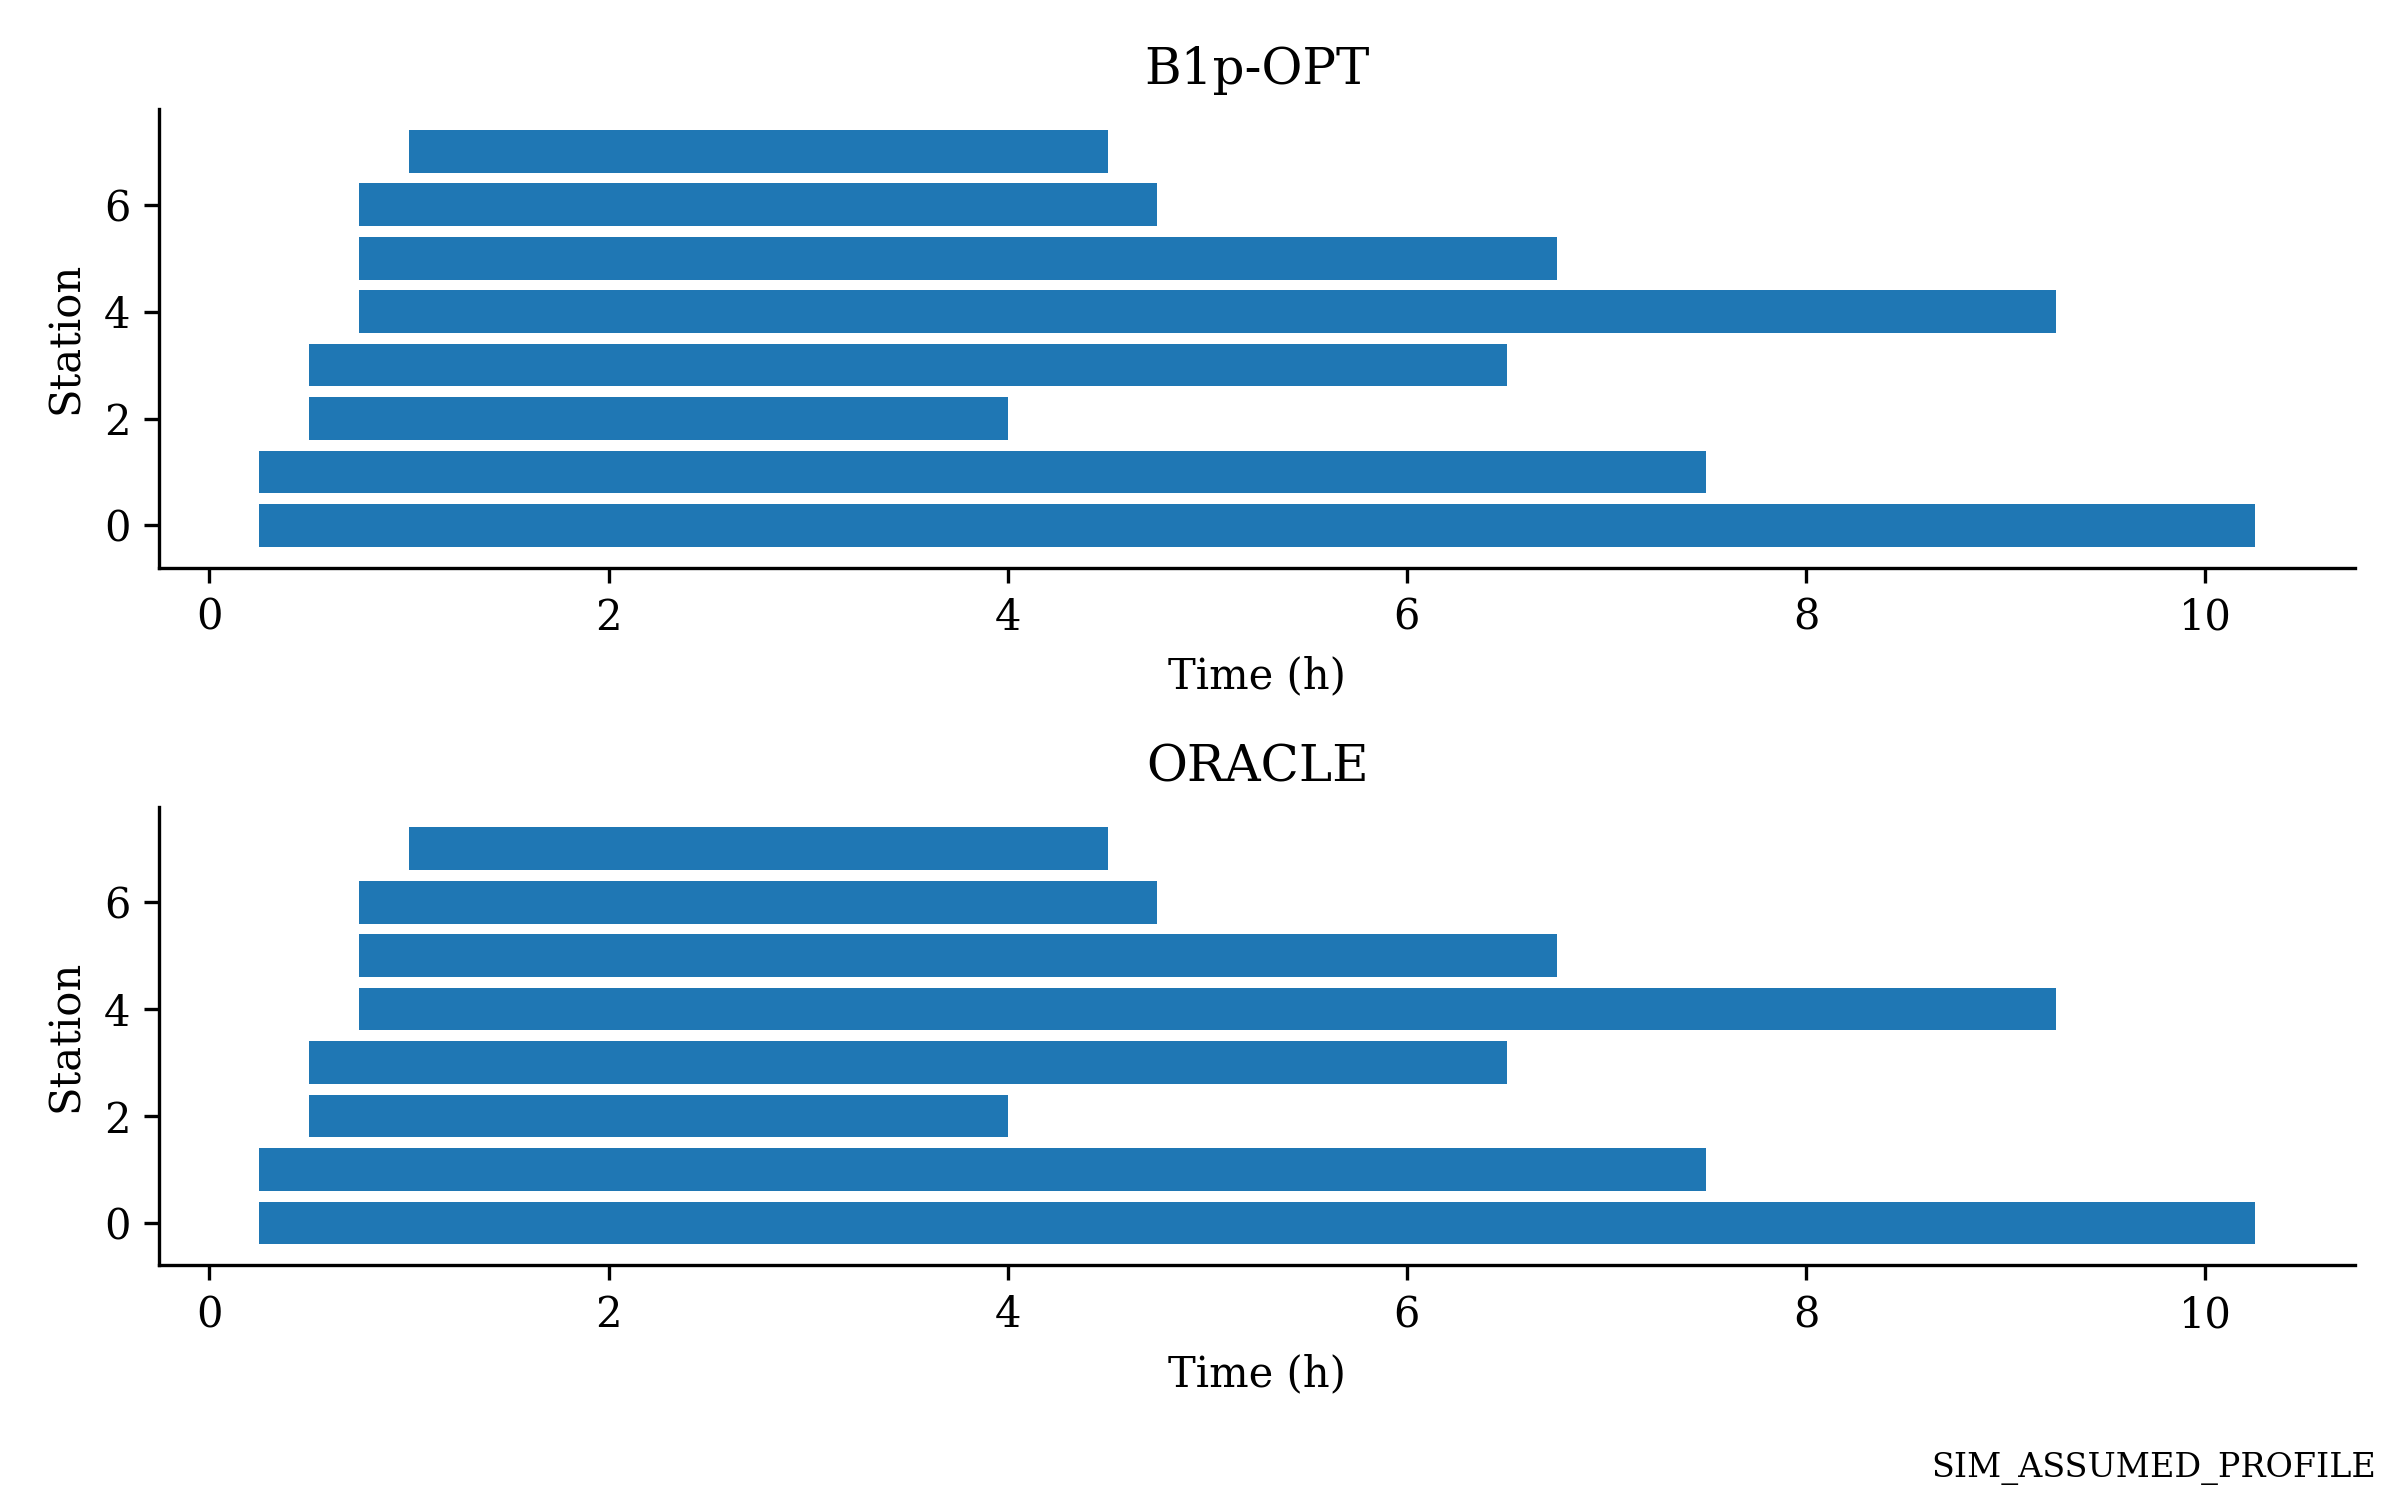 B1p-OPT
Station
6
4
2
0
0 2 4 6 8 10
Time (h)
ORACLE
Station
6
4
2
0
0 2 4 6 8 10
Time (h)
SIM_ASSUMED_PROFILE